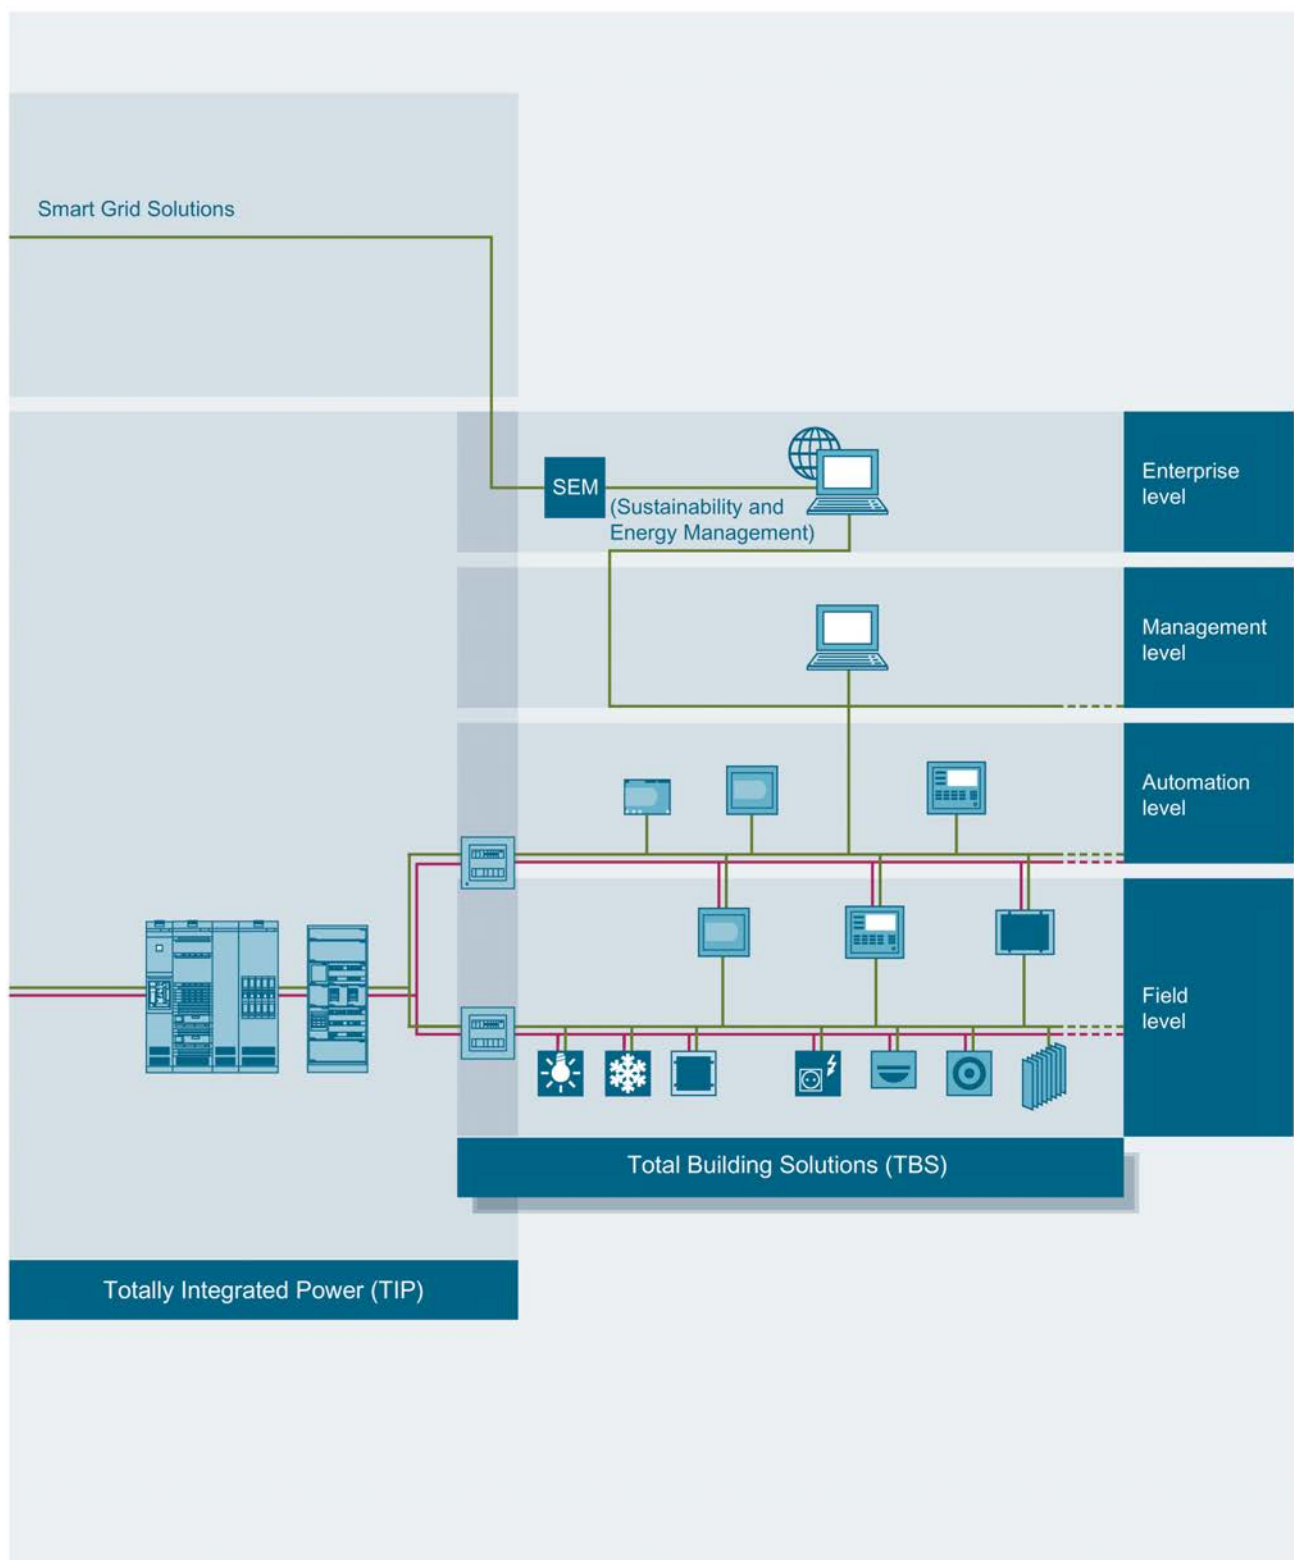 Smart Grid Solutions
SEM
(Sustainability and
Energy Management)
Enterprise
level
Management
level
Automation
level
Field
level
Total Building Solutions (TBS)
Totally Integrated Power (TIP)